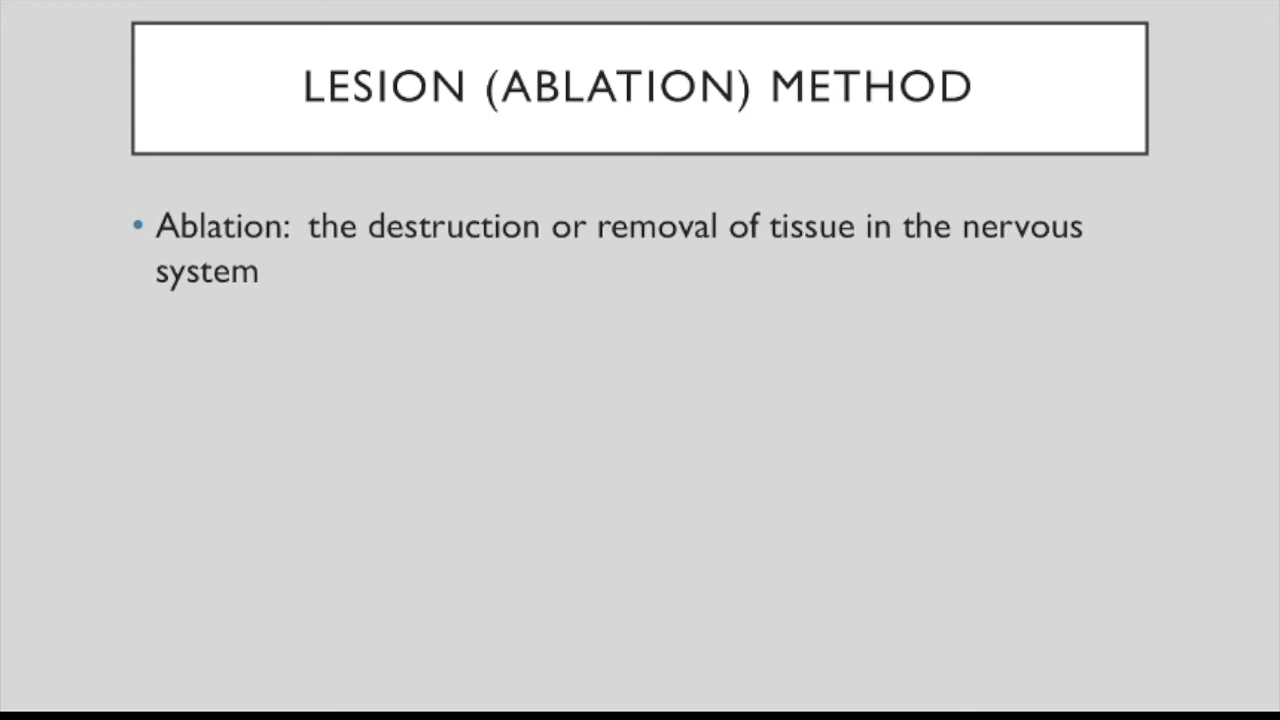 LESION (ABLATION) METHOD
• Ablation:  the destruction or removal of tissue in the nervous
system